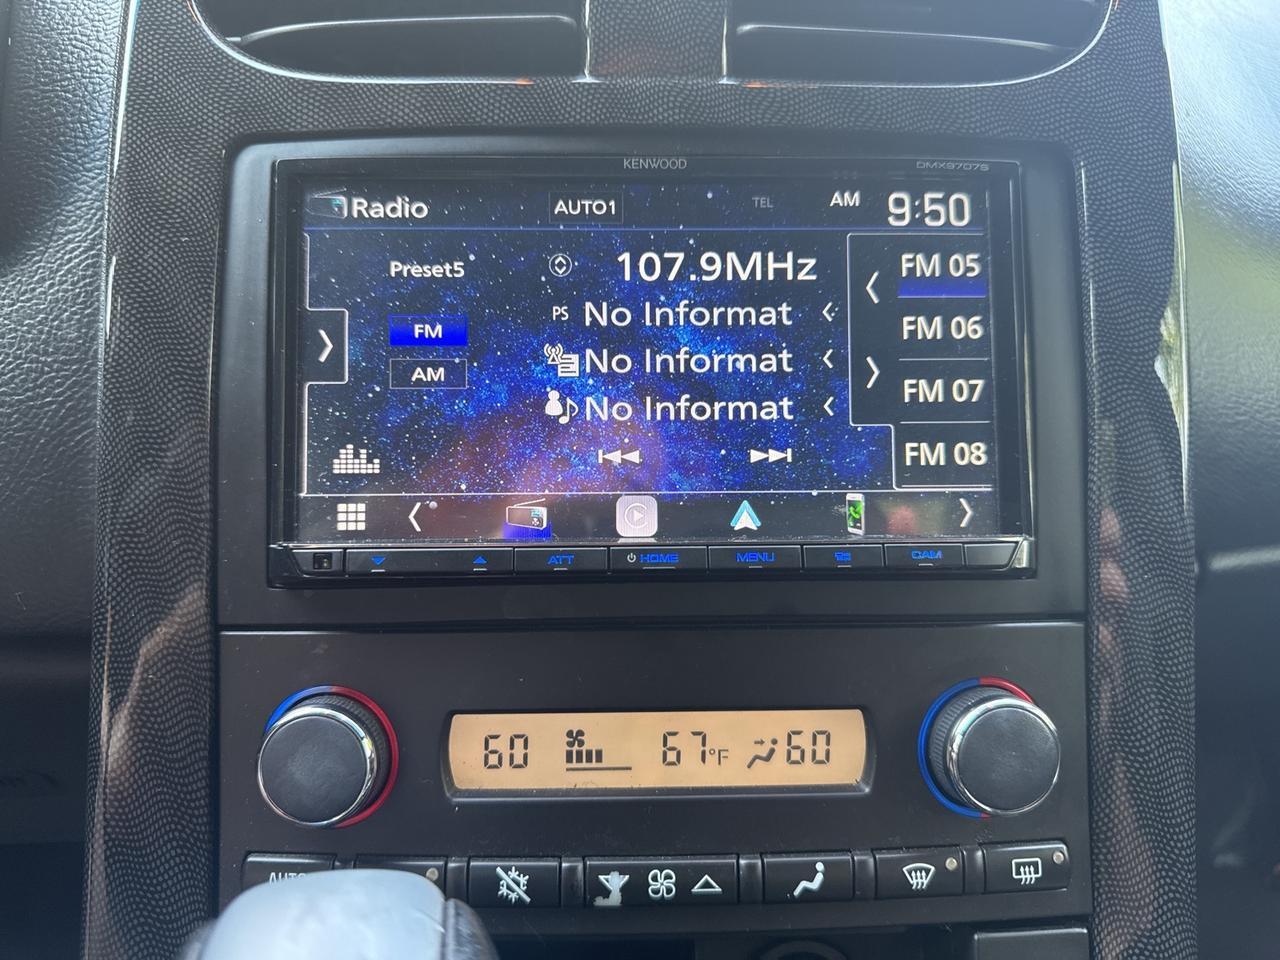 KENWOOD DMX9707S
Radio AUTO1 TEL AM 9:50
Preset5 107.9MHz FM 05
PS No Informat
FM No Informat FM 06
AM No Informat FM 07
FM 08
ATT HOME MENU CAM
60 67°F 60
AUTO